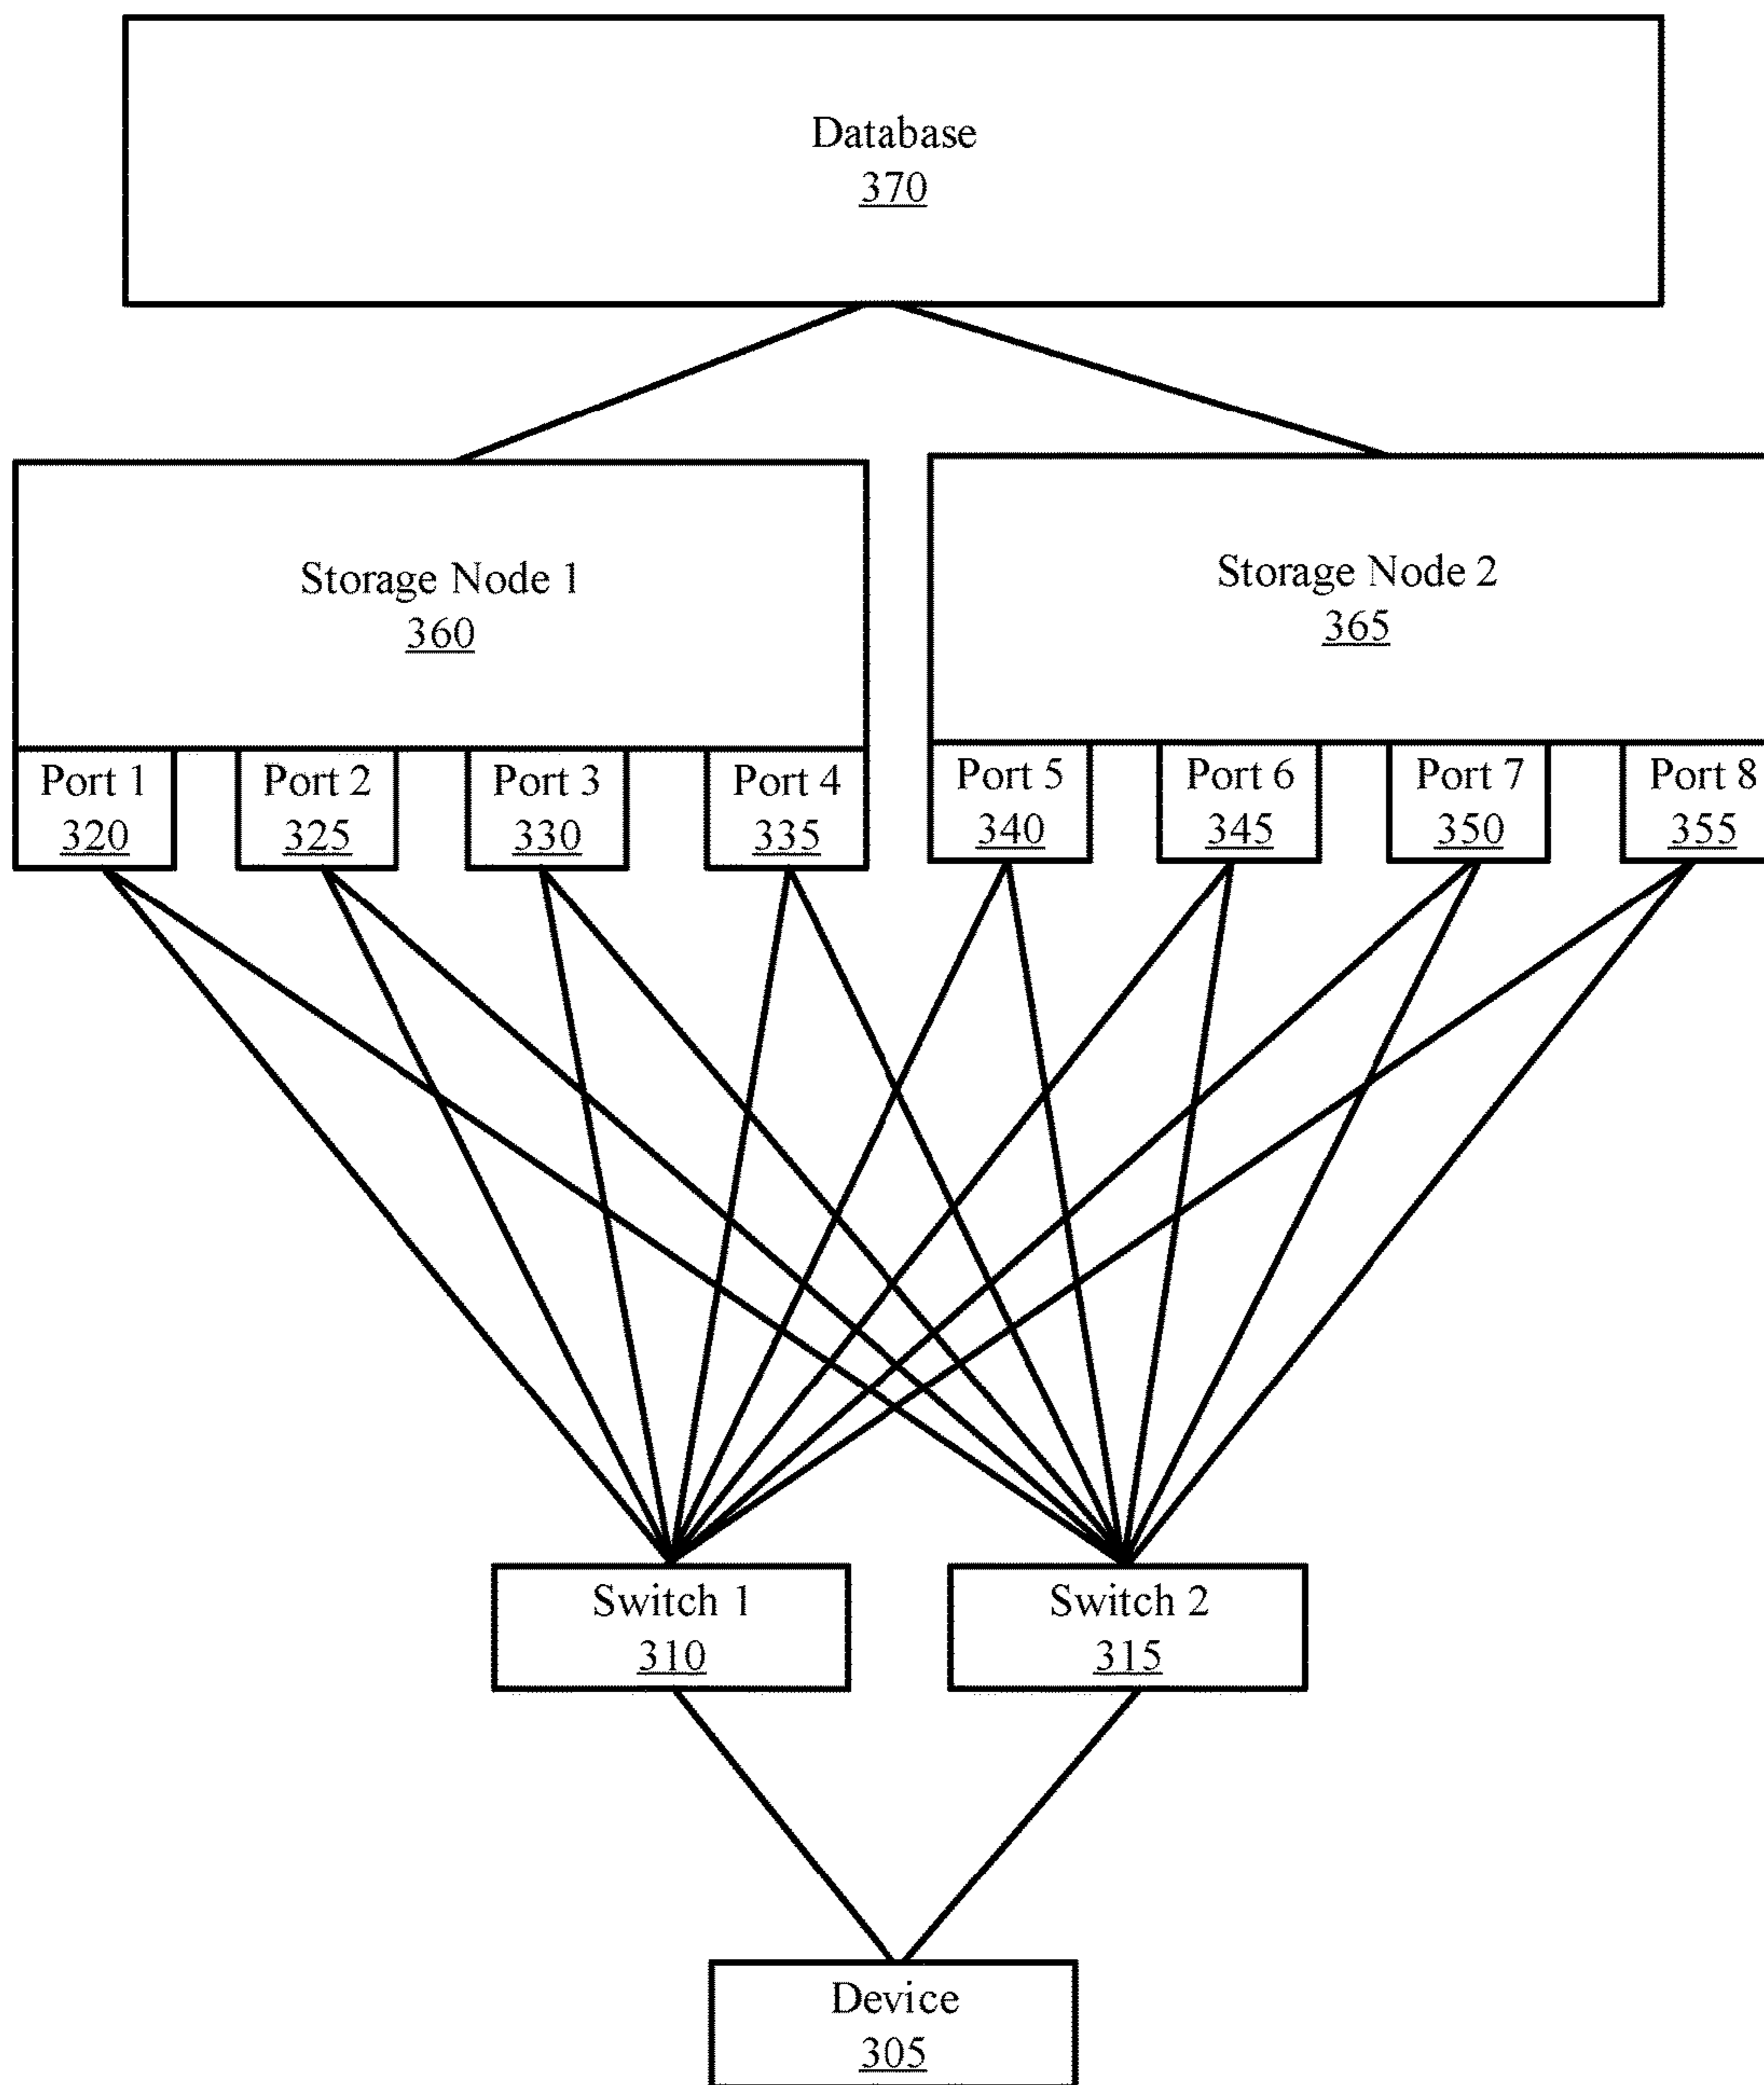 Database
370
Storage Node 1
360
Storage Node 2
365
Port 1
320
Port 2
325
Port 3
330
Port 4
335
Port 5
340
Port 6
345
Port 7
350
Port 8
355
Switch 1
310
Switch 2
315
Device
305